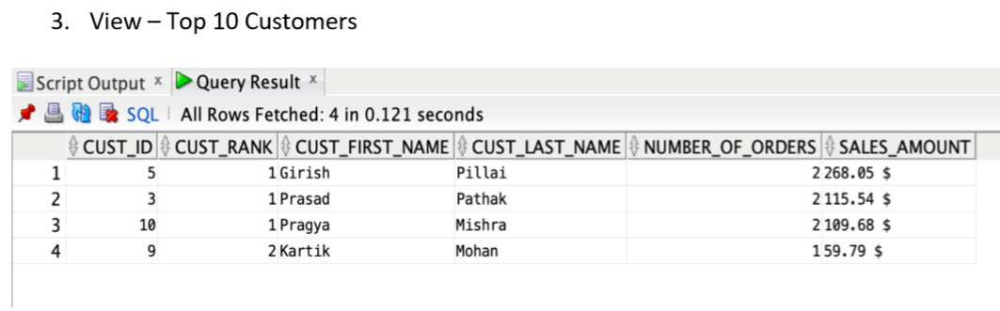 3. View – Top 10 Customers
Script Output x Query Result x
SQL All Rows Fetched: 4 in 0.121 seconds
CUST_ID CUST_RANK CUST_FIRST_NAME CUST_LAST_NAME NUMBER_OF_ORDERS SALES_AMOUNT
1 5 1 Girish Pillai 2 268.05 $
2 3 1 Prasad Pathak 2 115.54 $
3 10 1 Pragya Mishra 2 109.68 $
4 9 2 Kartik Mohan 1 59.79 $